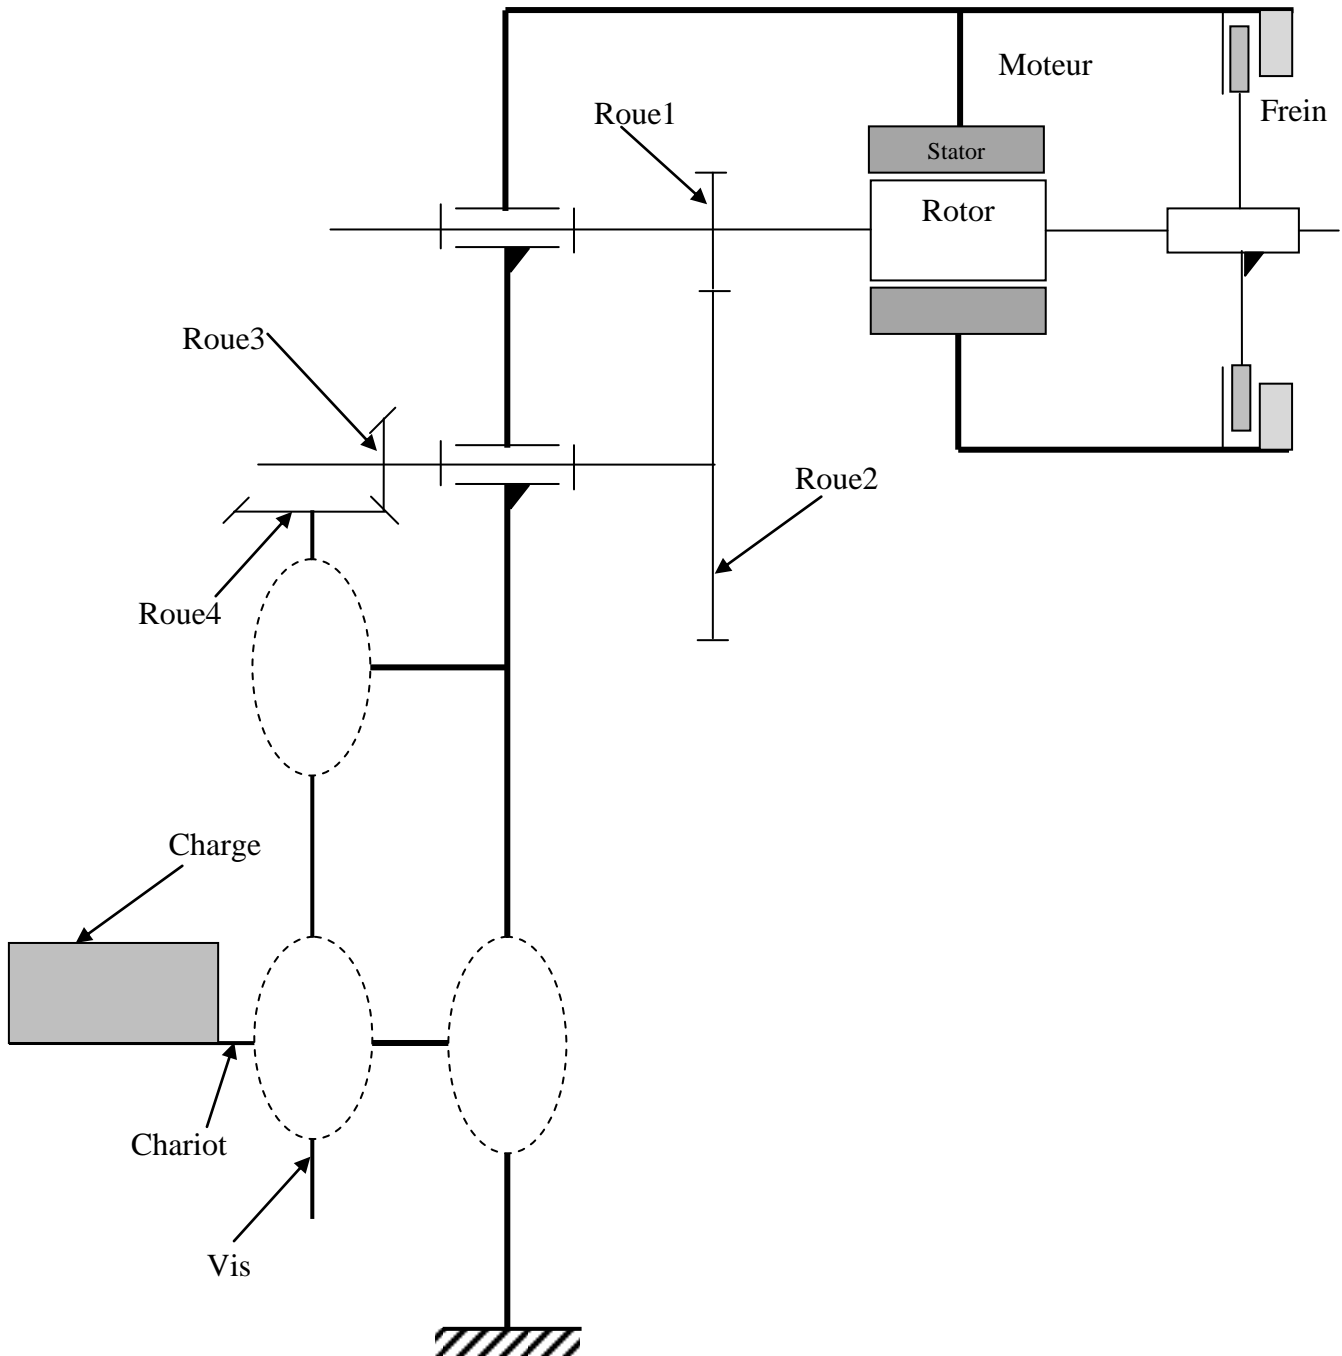 Moteur
Roue1
Frein
Stator
Rotor
Roue3
Roue2
Roue4
Charge
Chariot
Vis